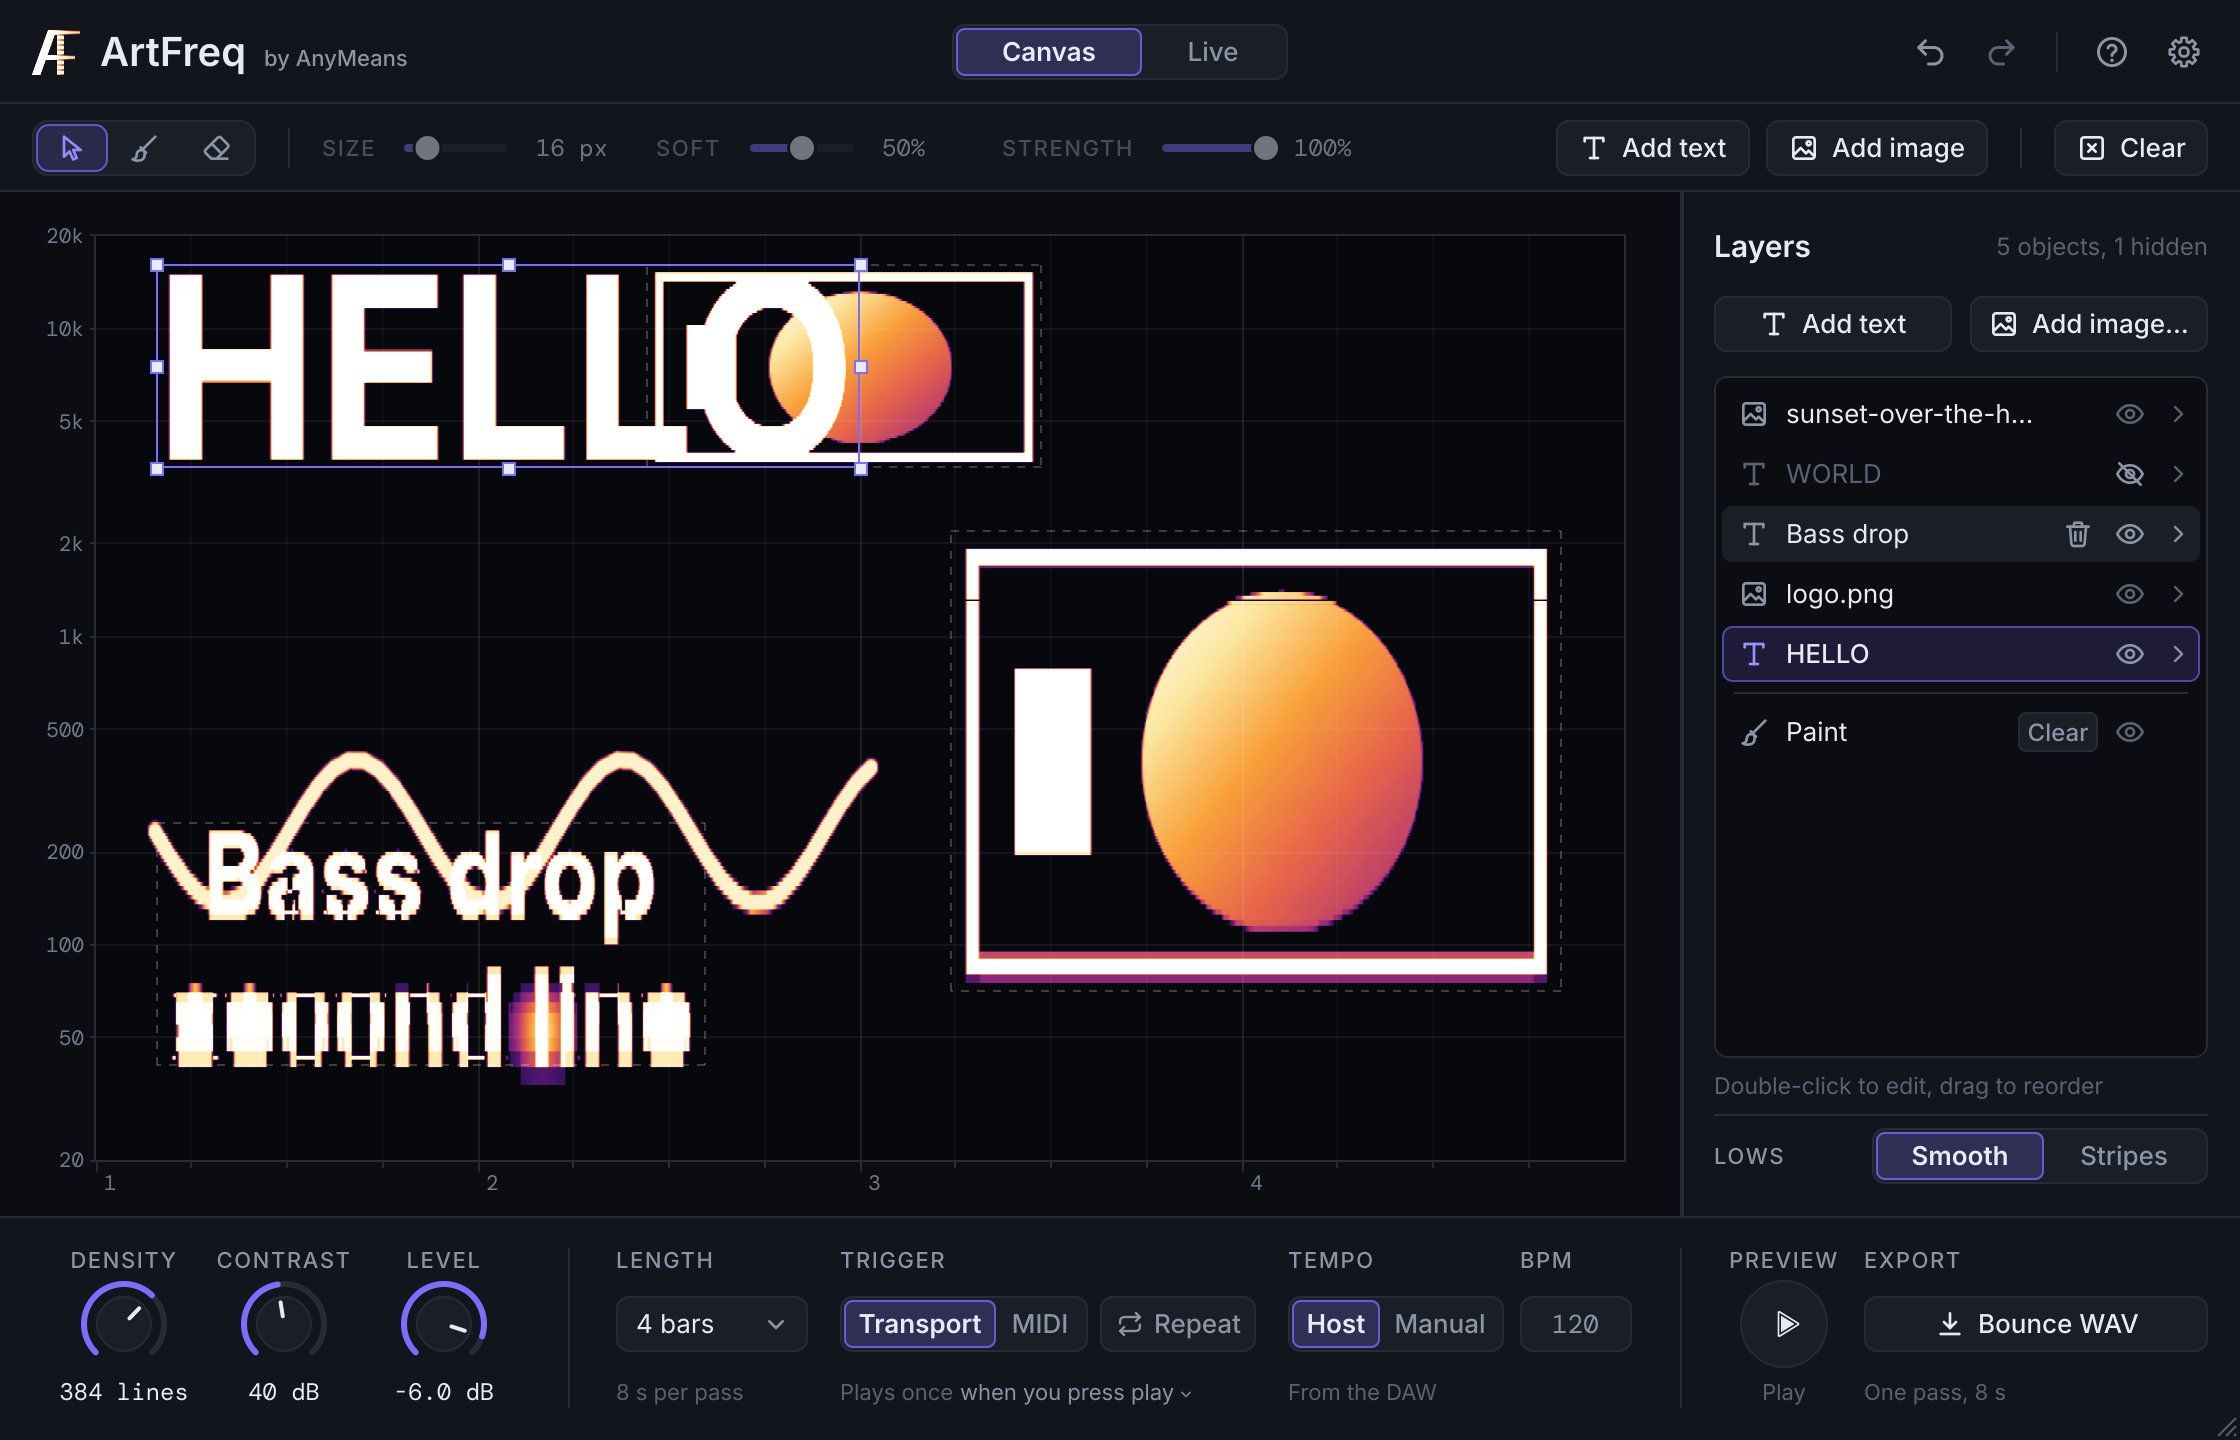 ArtFreq by AnyMeans
Canvas Live
SIZE 16 px SOFT 50% STRENGTH 100%
Add text Add image Clear
20k
10k
5k
2k
1k
500
200
100
50
20
1 2 3 4
HELLO
Bass drop
Layers 5 objects, 1 hidden
Add text Add image...
sunset-over-the-h...
WORLD
Bass drop
logo.png
HELLO
Paint Clear
Double-click to edit, drag to reorder
LOWS Smooth Stripes
DENSITY CONTRAST LEVEL LENGTH TRIGGER TEMPO BPM PREVIEW EXPORT
4 bars Transport MIDI Repeat Host Manual 120 Bounce WAV
384 lines 40 dB -6.0 dB 8 s per pass Plays once when you press play From the DAW Play One pass, 8 s